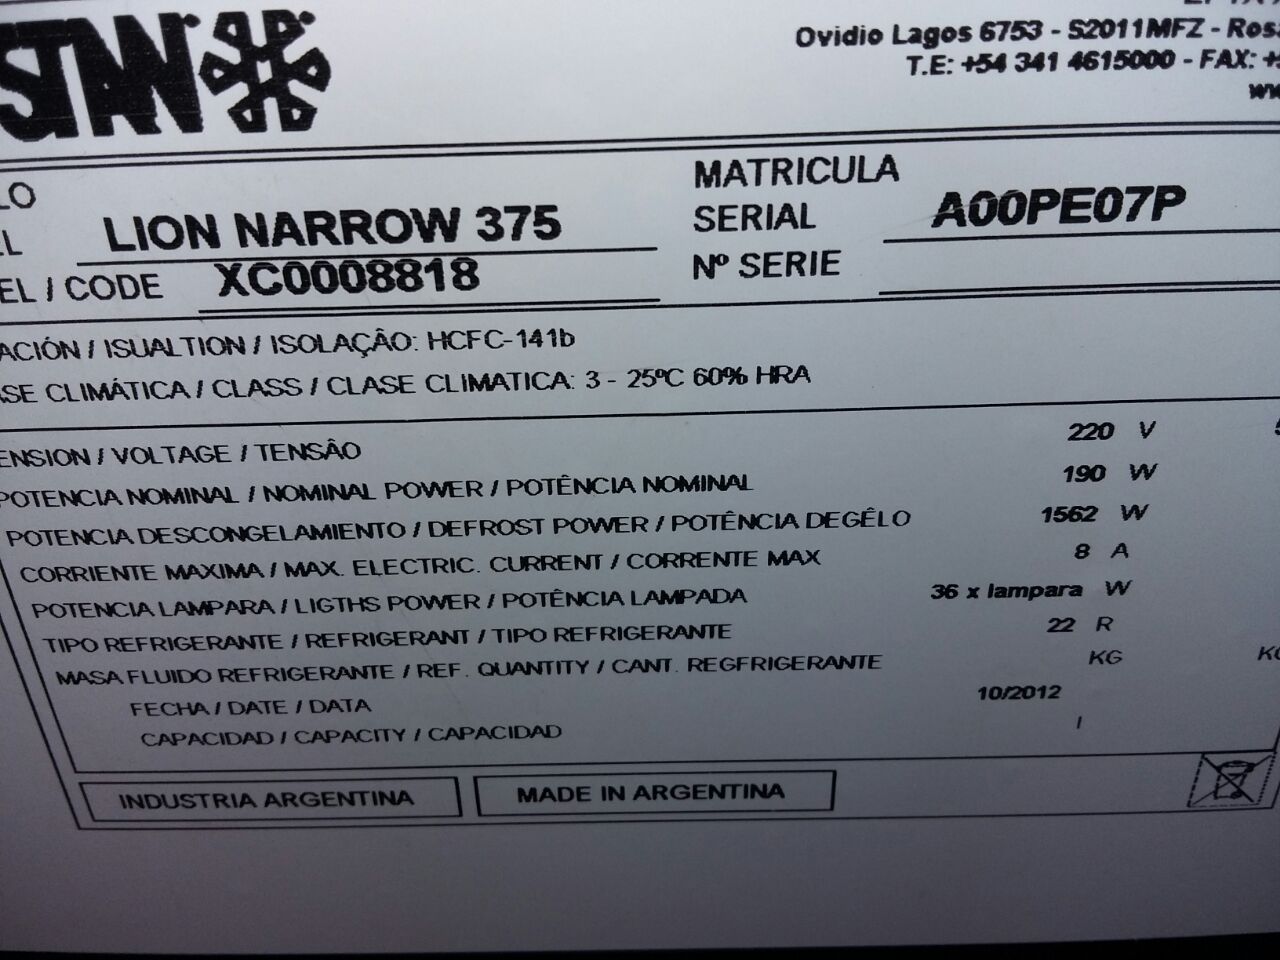 STAN
Ovidio Lagos 6753 - S2011MFZ - Ros
T.E: +54 341 4615000 - FAX: +
ww
LO
EL
LION NARROW 375
EL / CODE
XC0008818
MATRICULA
SERIAL
Nº SERIE
A00PE07P
ACIÓN / ISUALTION / ISOLAÇÂO: HCFC-141b
SE CLIMÁTICA / CLASS / CLASE CLIMATICA: 3 - 25ºC 60% HRA
ENSION / VOLTAGE / TENSÂO 220 V
POTENCIA NOMINAL / NOMINAL POWER / POTÊNCIA NOMINAL 190 W
POTENCIA DESCONGELAMIENTO / DEFROST POWER / POTÊNCIA DEGÊLO 1562 W
CORRIENTE MAXIMA / MAX. ELECTRIC. CURRENT / CORRENTE MAX 8 A
POTENCIA LAMPARA / LIGTHS POWER / POTÊNCIA LAMPADA 36 x lampara W
TIPO REFRIGERANTE / REFRIGERANT / TIPO REFRIGERANTE 22 R
MASA FLUIDO REFRIGERANTE / REF. QUANTITY / CANT. REGFRIGERANTE KG
FECHA / DATE / DATA 10/2012
CAPACIDAD / CAPACITY / CAPACIDAD l
INDUSTRIA ARGENTINA
MADE IN ARGENTINA